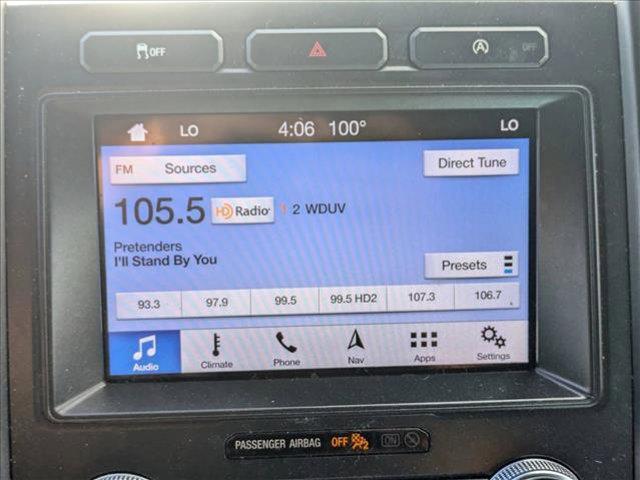 OFF
A OFF
LO 4:06 100° LO
FM Sources Direct Tune
105.5 HD Radio 1 2 WDUV
Pretenders
I'll Stand By You
Presets
93.3 97.9 99.5 99.5 HD2 107.3 106.7
Audio Climate Phone Nav Apps Settings
PASSENGER AIRBAG OFF 2 ON